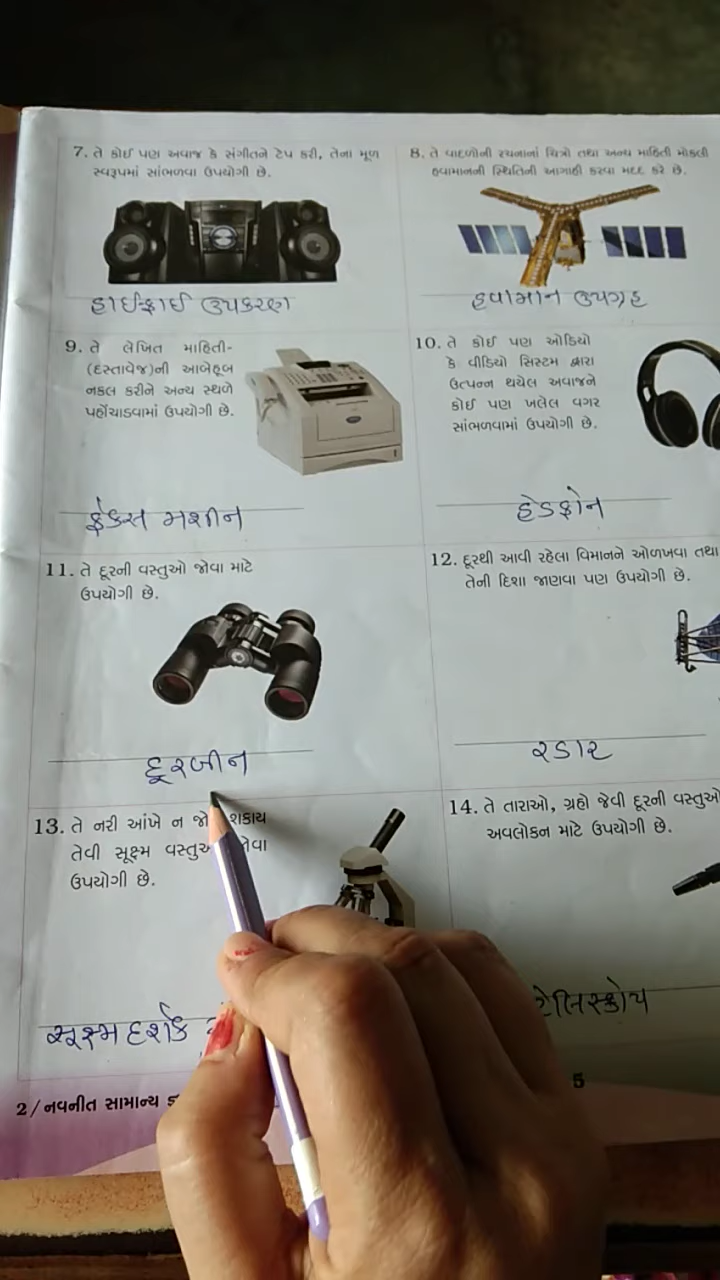 7. તે કોઈ પણ અવાજ કે સંગીતને ટેપ કરી, તેના મૂળ
સ્વરૂપમાં સાંભળવા ઉપયોગી છે.
હાઈફાઈ ઉપકરણ
8. તે વાદળોની રચનાનાં ચિત્રો તથા અન્ય માહિતી મોકલી
હવામાનની સ્થિતિની આગાહી કરવા મદદ કરે છે.
હવામાન ઉપગ્રહ
9. તે લેખિત માહિતી-
(દસ્તાવેજ)ની આબેહૂબ
નકલ કરીને અન્ય સ્થળે
પહોંચાડવામાં ઉપયોગી છે.
ફેક્સ મશીન
10. તે કોઈ પણ ઓડિયો
કે વીડિયો સિસ્ટમ દ્વારા
ઉત્પન્ન થયેલ અવાજને
કોઈ પણ ખલેલ વગર
સાંભળવામાં ઉપયોગી છે.
હેડફોન
11. તે દૂરની વસ્તુઓ જોવા માટે
ઉપયોગી છે.
દૂરબીન
12. દૂરથી આવી રહેલા વિમાનને ઓળખવા તથા
તેની દિશા જાણવા પણ ઉપયોગી છે.
રડાર
13. તે નરી આંખે ન
તેવી સૂક્ષ્મ
ઉપયોગી છે.
સૂક્ષ્મ દર્શક
14. તે તારાઓ, ગ્રહો જેવી દૂરની વસ્તુઓ
અવલોકન માટે ઉપયોગી છે.
ટેલિસ્કોપ
2/નવનીત સામાન્ય
5